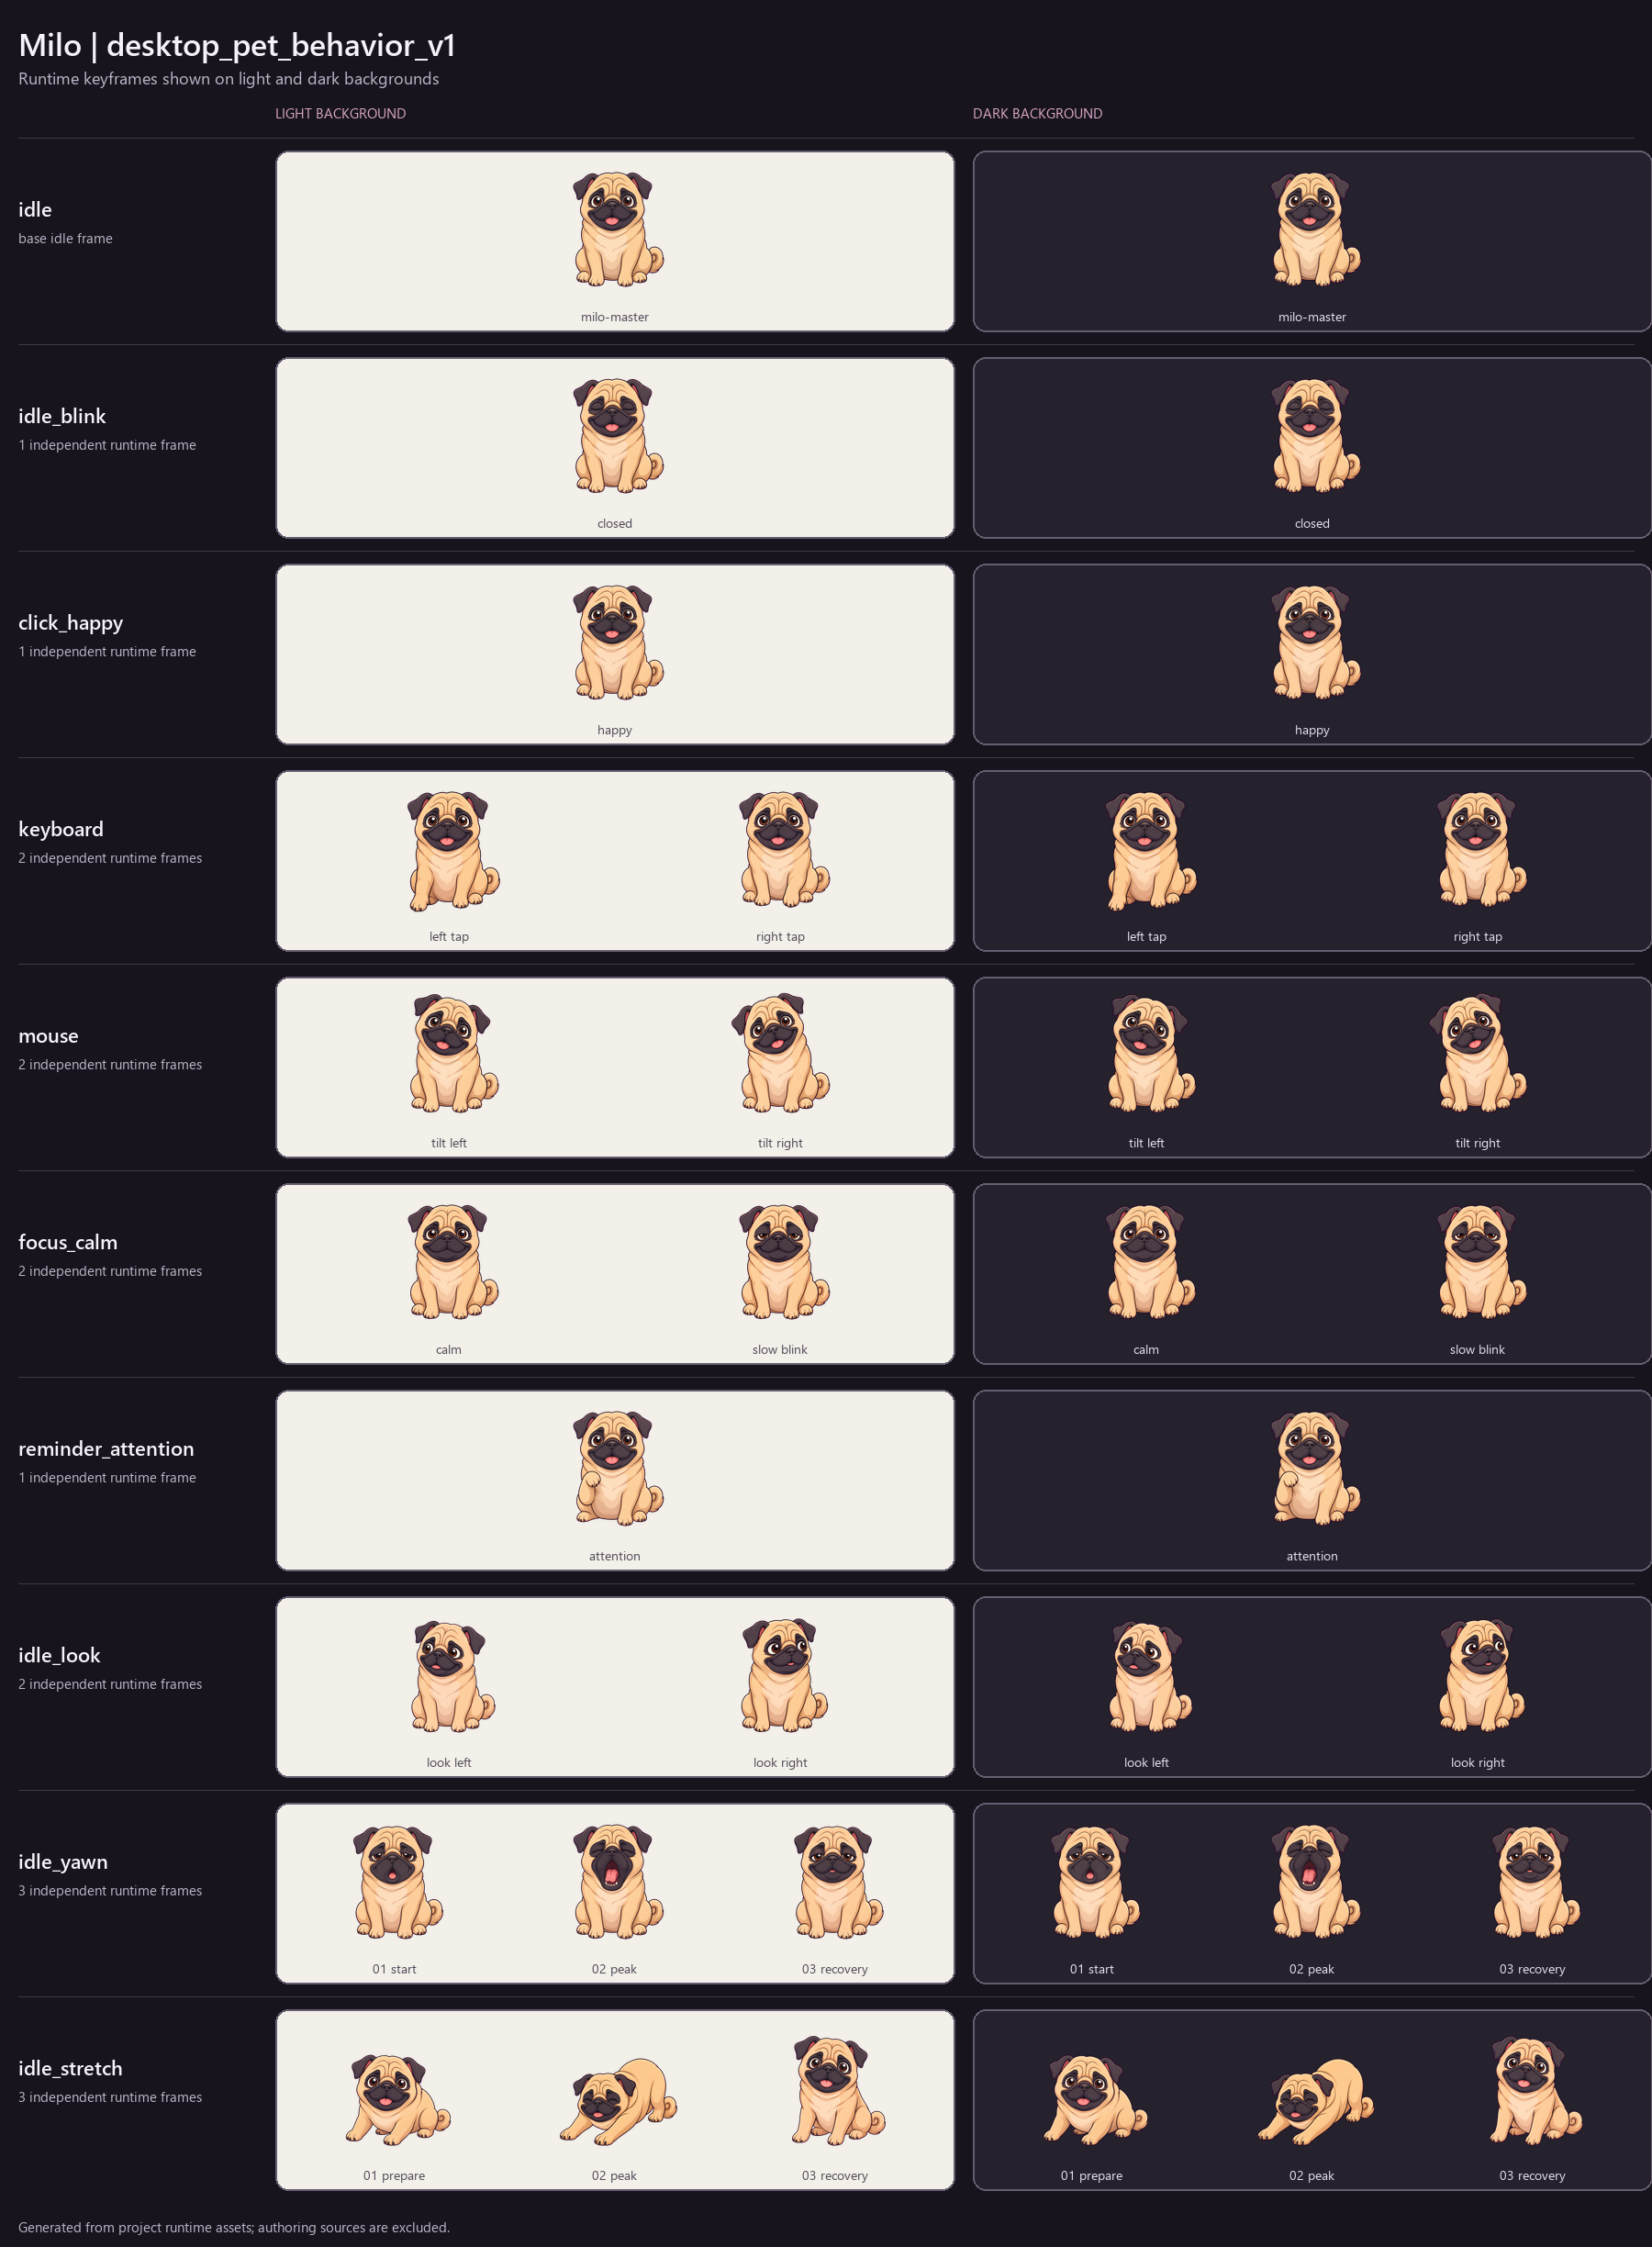 Milo | desktop_pet_behavior_v1
Runtime keyframes shown on light and dark backgrounds
LIGHT BACKGROUND
DARK BACKGROUND
idle
base idle frame
milo-master
milo-master
idle_blink
1 independent runtime frame
closed
closed
click_happy
1 independent runtime frame
happy
happy
keyboard
2 independent runtime frames
left tap
right tap
left tap
right tap
mouse
2 independent runtime frames
tilt left
tilt right
tilt left
tilt right
focus_calm
2 independent runtime frames
calm
slow blink
calm
slow blink
reminder_attention
1 independent runtime frame
attention
attention
idle_look
2 independent runtime frames
look left
look right
look left
look right
idle_yawn
3 independent runtime frames
01 start
02 peak
03 recovery
01 start
02 peak
03 recovery
idle_stretch
3 independent runtime frames
01 prepare
02 peak
03 recovery
01 prepare
02 peak
03 recovery
Generated from project runtime assets; authoring sources are excluded.